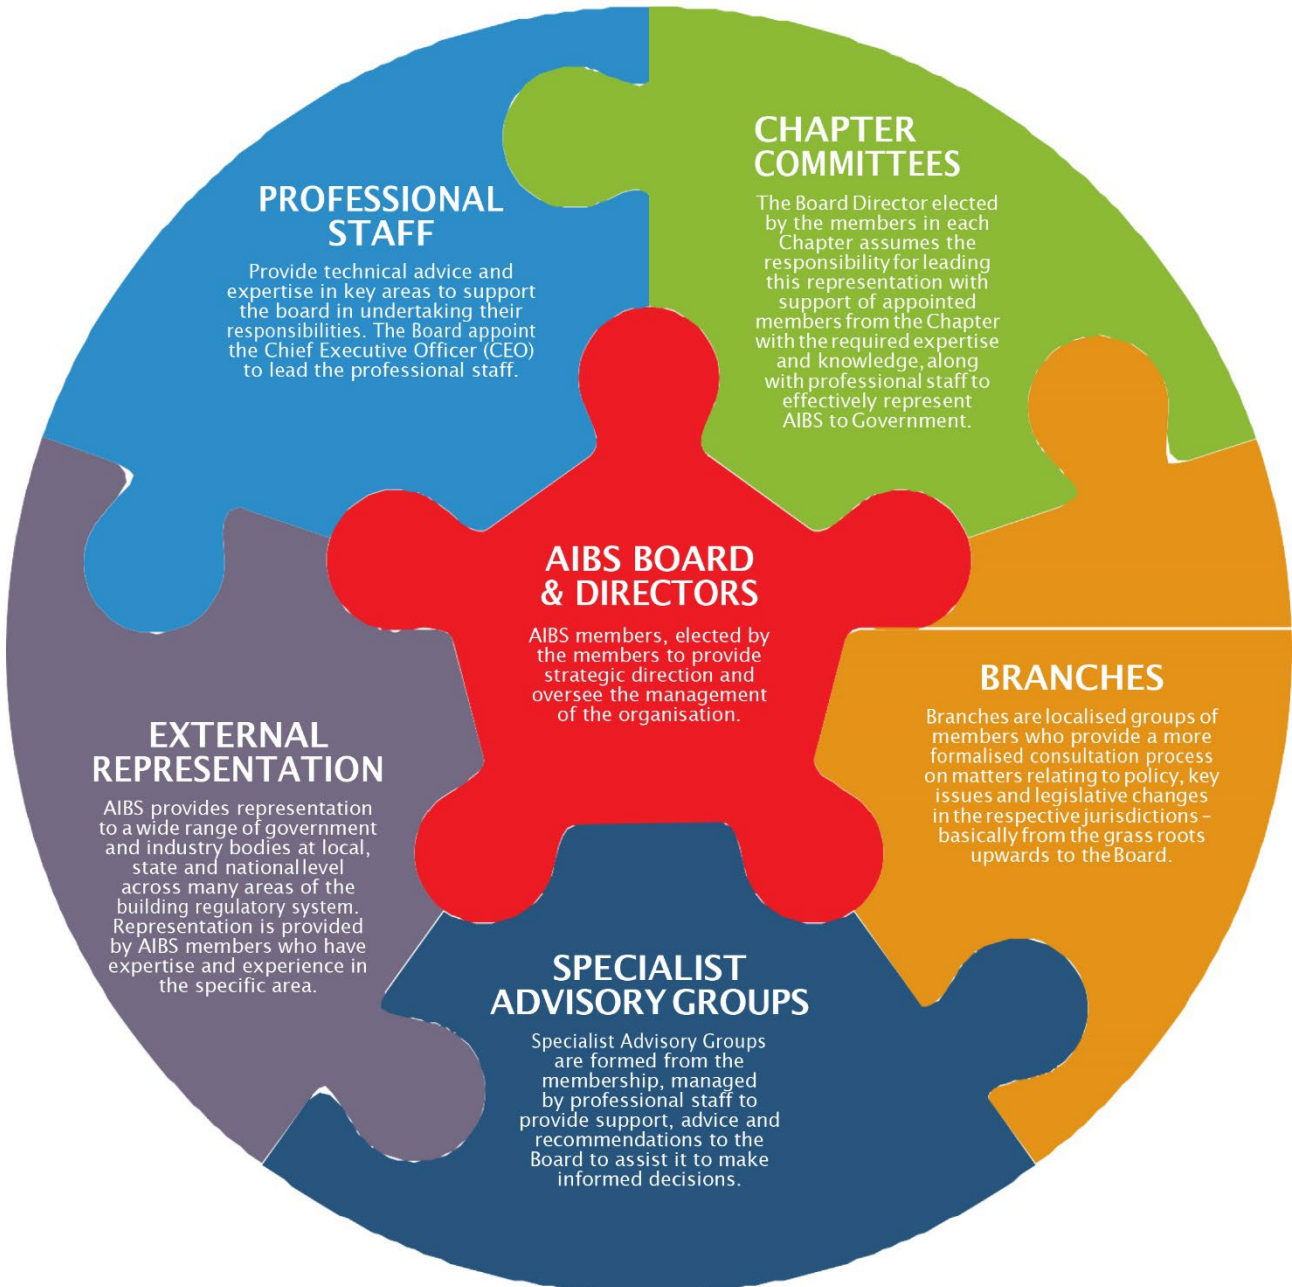 PROFESSIONAL
STAFF
Provide technical advice and
expertise in key areas to support
the board in undertaking their
responsibilities. The Board appoint
the Chief Executive Officer (CEO)
to lead the professional staff.
CHAPTER
COMMITTEES
The Board Director elected
by the members in each
Chapter assumes the
responsibility for leading
this representation with
support of appointed
members from the Chapter
with the required expertise
and knowledge, along
with professional staff to
effectively represent
AIBS to Government.
AIBS BOARD
& DIRECTORS
AIBS members, elected by
the members to provide
strategic direction and
oversee the management
of the organisation.
BRANCHES
Branches are localised groups of
members who provide a more
formalised consultation process
on matters relating to policy, key
issues and legislative changes
in the respective jurisdictions –
basically from the grass roots
upwards to the Board.
EXTERNAL
REPRESENTATION
AIBS provides representation
to a wide range of government
and industry bodies at local,
state and national level
across many areas of the
building regulatory system.
Representation is provided
by AIBS members who have
expertise and experience in
the specific area.
SPECIALIST
ADVISORY GROUPS
Specialist Advisory Groups
are formed from the
membership, managed
by professional staff to
provide support, advice and
recommendations to the
Board to assist it to make
informed decisions.